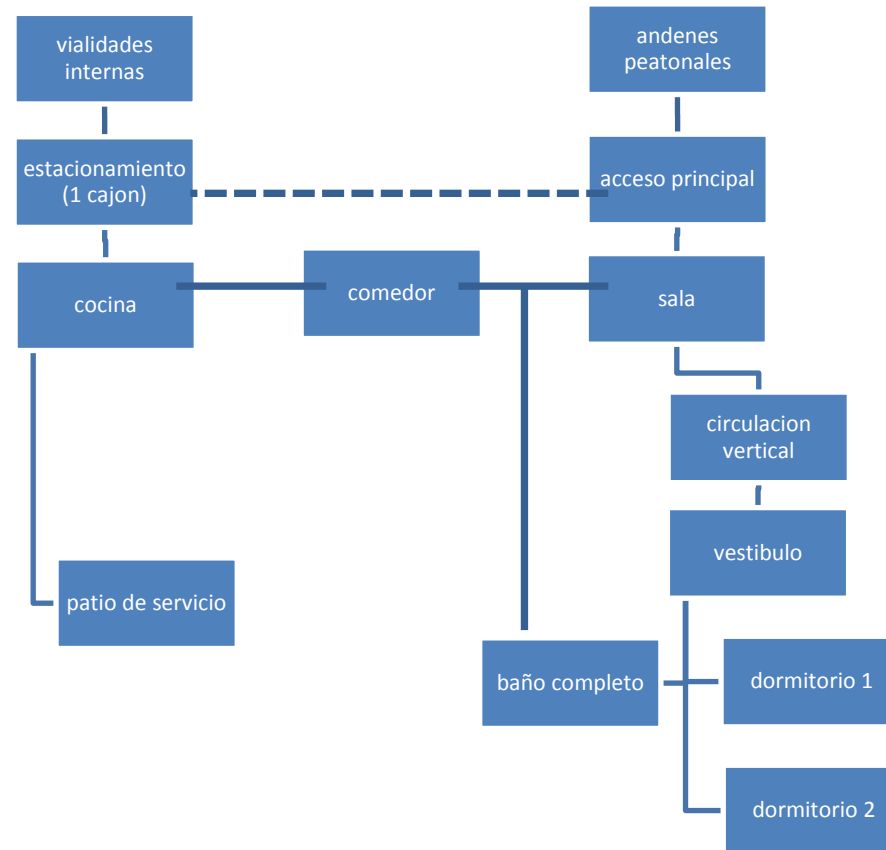 vialidades
internas
andenes
peatonales
estacionamiento
(1 cajon)
acceso principal
cocina
comedor
sala
circulacion
vertical
vestibulo
patio de servicio
baño completo
dormitorio 1
dormitorio 2